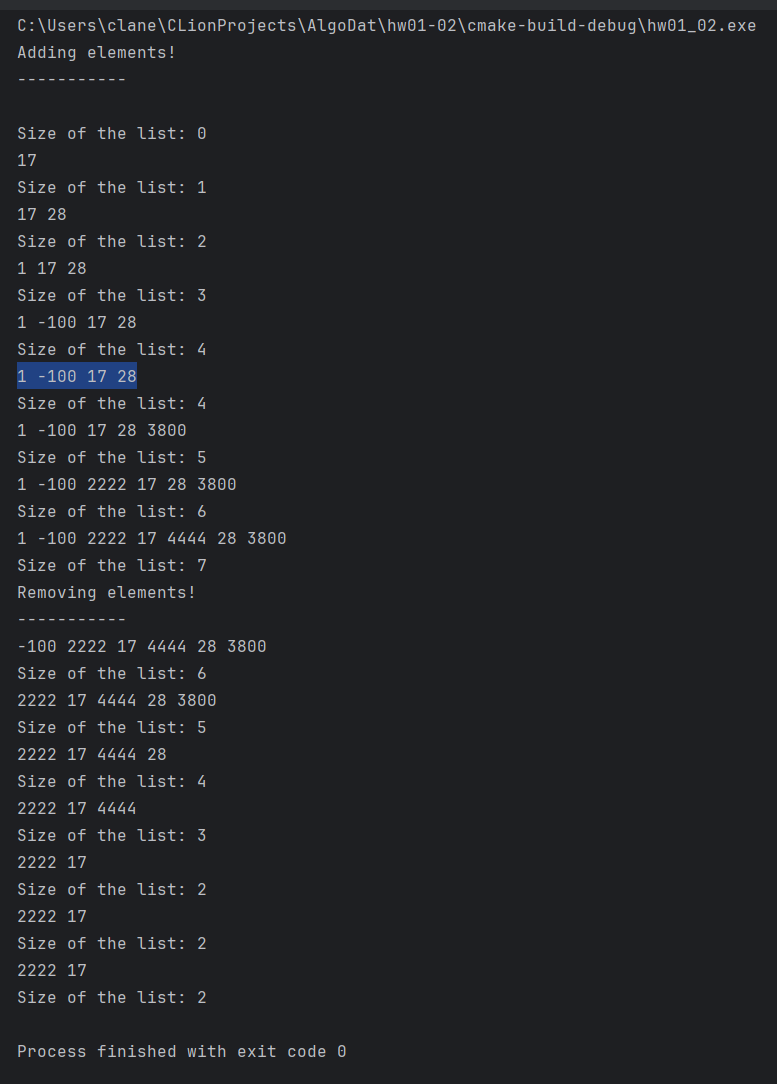 C:\Users\clane\CLionProjects\AlgoDat\hw01-02\cmake-build-debug\hw01_02.exe
Adding elements!
-----------

Size of the list: 0
17
Size of the list: 1
17 28
Size of the list: 2
1 17 28
Size of the list: 3
1 -100 17 28
Size of the list: 4
1 -100 17 28
Size of the list: 4
1 -100 17 28 3800
Size of the list: 5
1 -100 2222 17 28 3800
Size of the list: 6
1 -100 2222 17 4444 28 3800
Size of the list: 7
Removing elements!
-----------
-100 2222 17 4444 28 3800
Size of the list: 6
2222 17 4444 28 3800
Size of the list: 5
2222 17 4444 28
Size of the list: 4
2222 17 4444
Size of the list: 3
2222 17
Size of the list: 2
2222 17
Size of the list: 2
2222 17
Size of the list: 2

Process finished with exit code 0